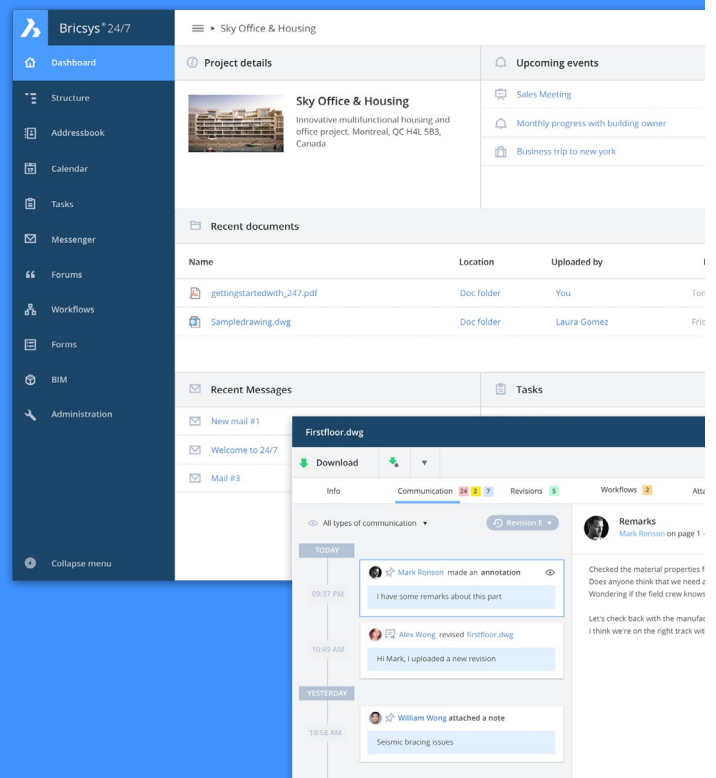 Bricsys® 24/7
Sky Office & Housing
Dashboard
Structure
Addressbook
Calendar
Tasks
Messenger
Forums
Workflows
Forms
BIM
Administration
Collapse menu
Project details
Sky Office & Housing
Innovative multifunctional housing and
office project. Montreal, QC H4L 5B3,
Canada
Upcoming events
Sales Meeting
Monthly progress with building owner
Business trip to new york
Recent documents
Name Location Uploaded by
gettingstartedwith_247.pdf Doc folder You
Sampledrawing.dwg Doc folder Laura Gomez
Recent Messages
New mail #1
Welcome to 24/7
Mail #3
Tasks
Firstfloor.dwg
Download
Info Communication 24 2 7 Revisions 5 Workflows 2
All types of communication Revision E
TODAY
09:37 PM
Mark Ronson made an annotation
I have some remarks about this part
10:49 AM
Alex Wong revised firstfloor.dwg
Hi Mark, I uploaded a new revision
YESTERDAY
10:58 AM
William Wong attached a note
Seismic bracing issues
Remarks
Mark Ronson on page 1 -
Checked the material properties
Does anyone think that we need a
Wondering if the field crew knows
Let's check back with the
I think we're on the right track